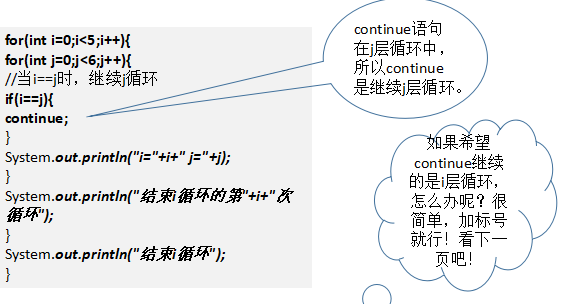 for(int i=0;i<5;i++){
for(int j=0;j<6;j++){
//当i==j时，继续j循环
if(i==j){
continue;
}
System.out.println("i="+i+" j="+j);
}
System.out.println("结束i循环的第"+i+"次
循环");
}
System.out.println("结束i循环");
}
continue语句
在j层循环中，
所以continue
是继续j层循环。
如果希望
continue继续
的是i层循环，
怎么办呢？很
简单，加标号
就行！看下一
页吧！